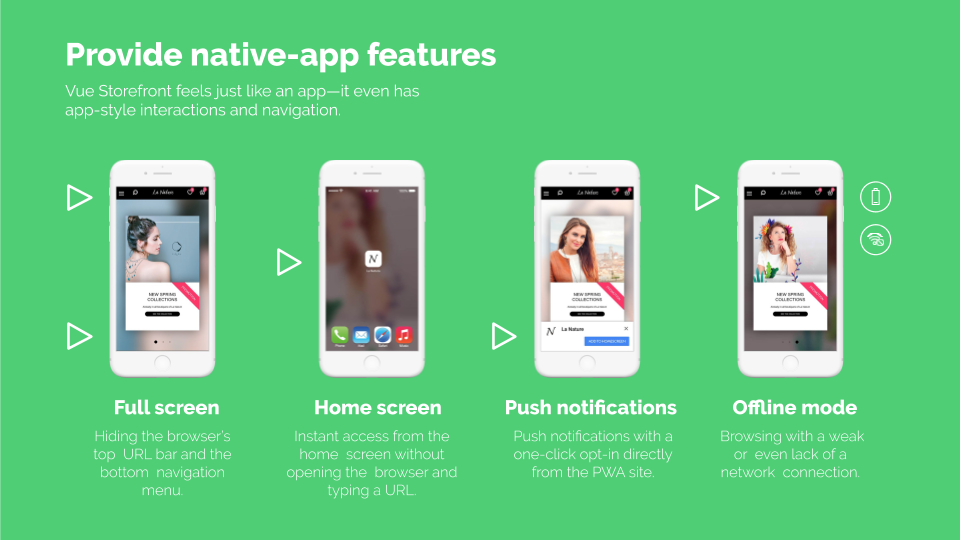 Provide native-app features
Vue Storefront feels just like an app—it even has
app-style interactions and navigation.
La Nature
NEW SPRING
COLLECTIONS
La Nature
NEW SPRING
COLLECTIONS
La Nature
ADD TO HOMESCREEN
La Nature
NEW SPRING
COLLECTIONS
Full screen
Hiding the browser's
top URL bar and the
bottom navigation
menu.
Home screen
Instant access from the
home screen without
opening the browser and
typing a URL.
Push notifications
Push notifications with a
one-click opt-in directly
from the PWA site.
Offline mode
Browsing with a weak
or even lack of a
network connection.